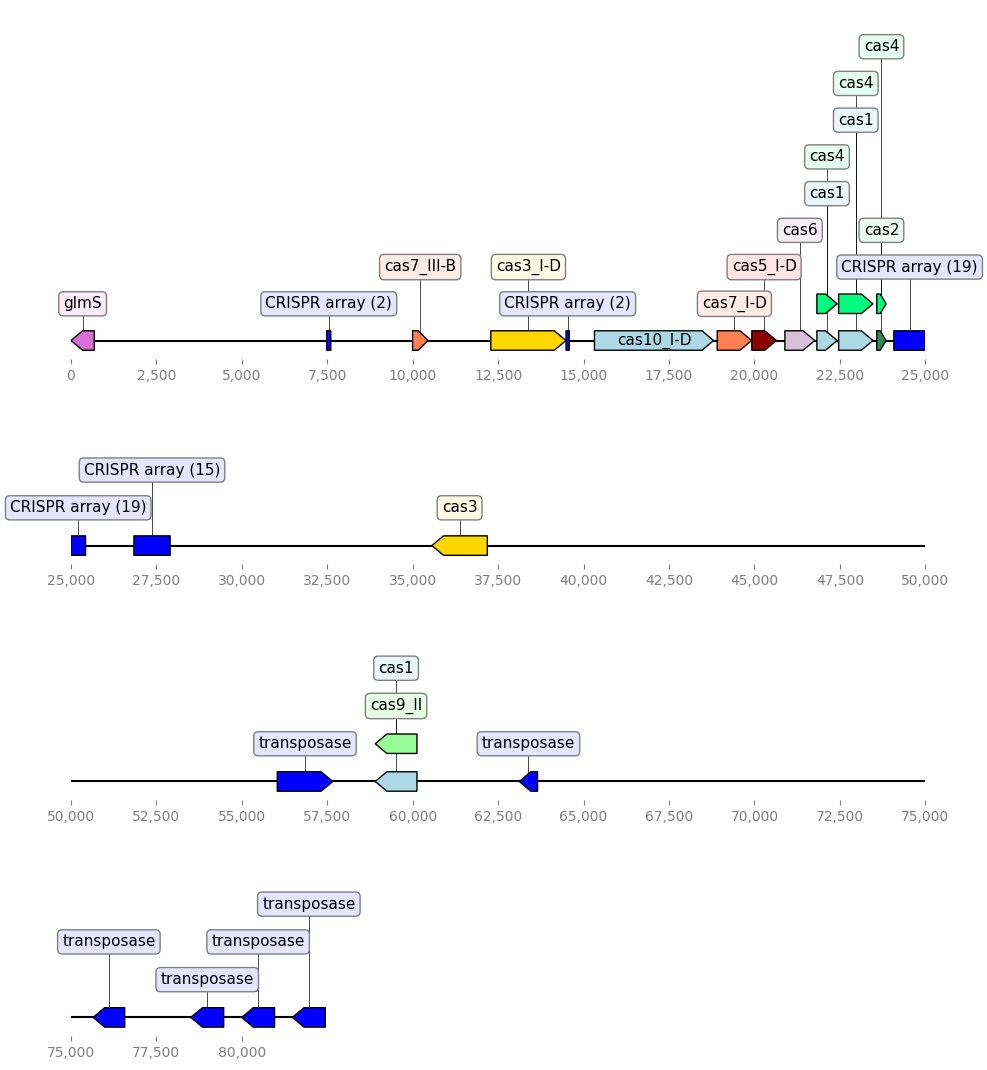 cas4
cas4
cas1
cas4
cas1
cas6
cas2
cas7_III-B
cas3_I-D
cas5_I-D
CRISPR array (19)
glmS
CRISPR array (2)
CRISPR array (2)
cas7_I-D
cas10_I-D
0
2,500
5,000
7,500
10,000
12,500
15,000
17,500
20,000
22,500
25,000
CRISPR array (15)
CRISPR array (19)
cas3
25,000
27,500
30,000
32,500
35,000
37,500
40,000
42,500
45,000
47,500
50,000
cas1
cas9_II
transposase
transposase
50,000
52,500
55,000
57,500
60,000
62,500
65,000
67,500
70,000
72,500
75,000
transposase
transposase
transposase
transposase
75,000
77,500
80,000